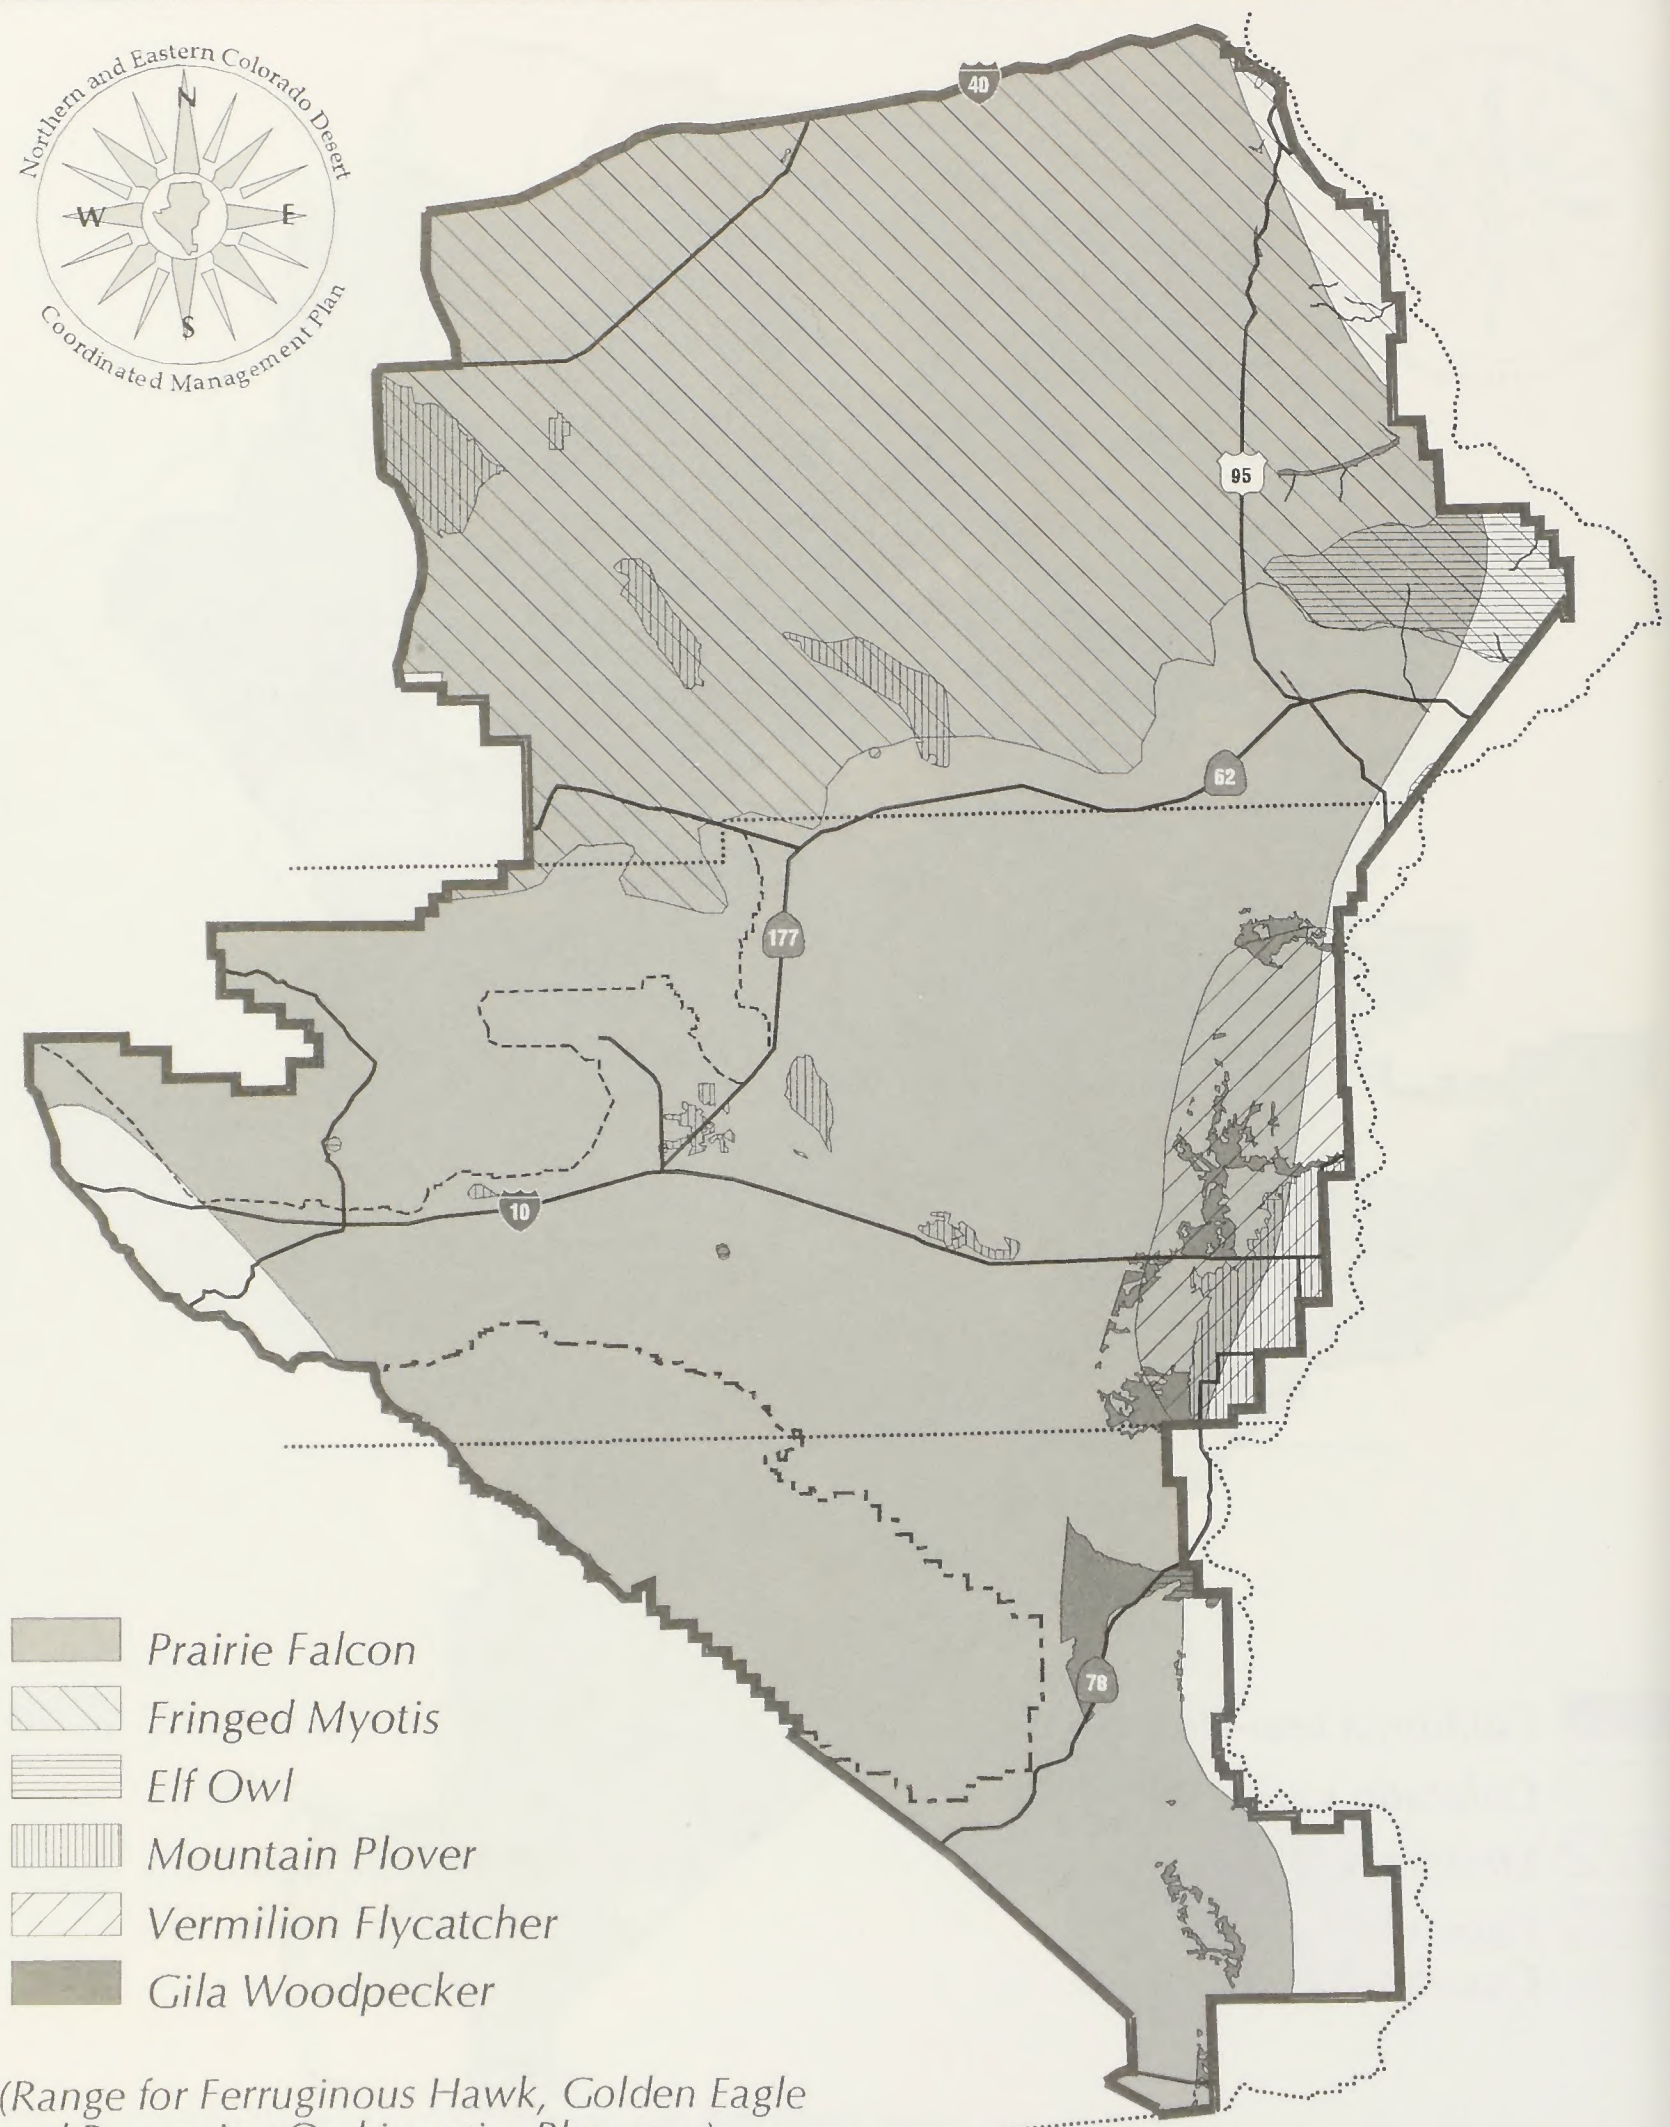 Northern and Eastern Colorado Desert
N
W
E
S
Coordinated Management Plan
40
95
62
177
10
78
Prairie Falcon
Fringed Myotis
Elf Owl
Mountain Plover
Vermilion Flycatcher
Gila Woodpecker
(Range for Ferruginous Hawk, Golden Eagle